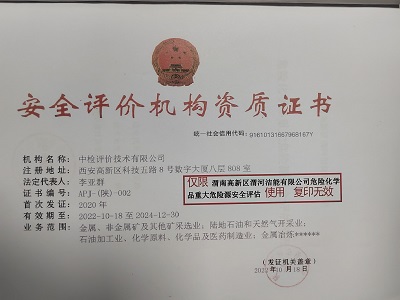 安全评价机构资质证书
统一社会信用代码: 91610131667968167Y
机构名称: 中检评价技术有限公司
注册地址: 西安高新区科技五路8号数字大厦八层808室
法定代表人: 李亚群
证书编号: APJ-(陕)-002
首次发证: 2020年
有效期至: 2022-10-18至2024-12-30
业务范围: 金属、非金属矿及其他矿采选业; 陆地石油和天然气开采业;
石油加工业, 化学原料、化学品及医药制造业; 金属冶炼******
仅限 渭南高新区渭河洁能有限公司危险化学
品重大危险源安全评估 使用 复印无效
(发证机关盖章)
2022年10月18日